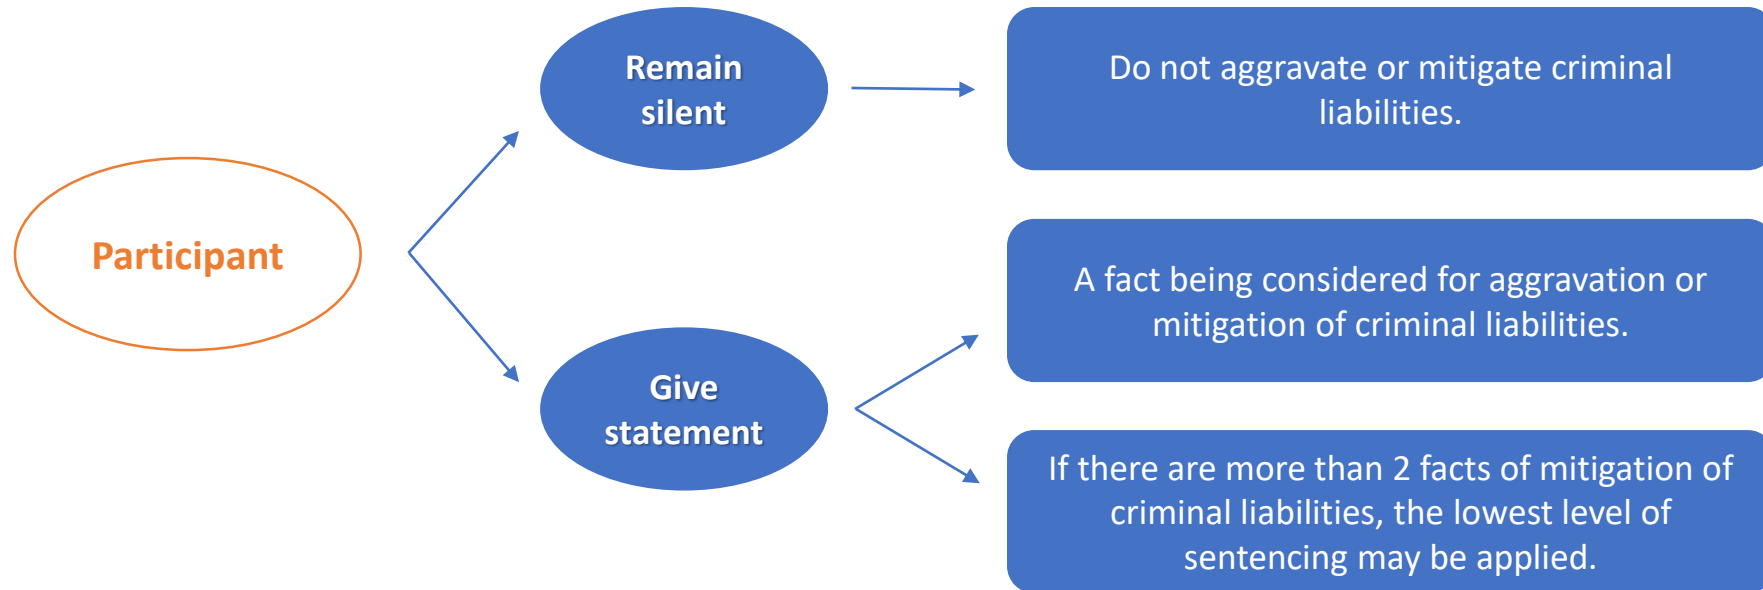 Participant
Remain
silent
Do not aggravate or mitigate criminal
liabilities.
Give
statement
A fact being considered for aggravation or
mitigation of criminal liabilities.
If there are more than 2 facts of mitigation of
criminal liabilities, the lowest level of
sentencing may be applied.